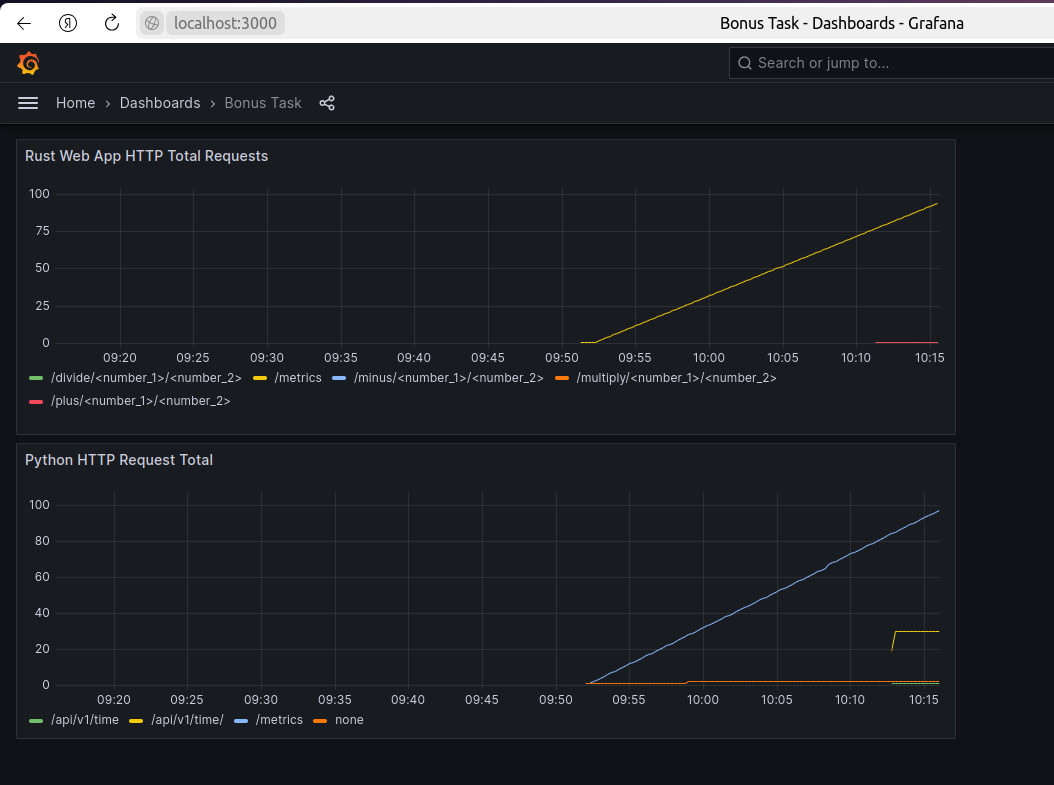 Я localhost:3000 Bonus Task - Dashboards - Grafana
Search or jump to...
Home › Dashboards › Bonus Task
Rust Web App HTTP Total Requests
100
75
50
25
0
09:20 09:25 09:30 09:35 09:40 09:45 09:50 09:55 10:00 10:05 10:10 10:15
/divide/<number_1>/<number_2> /metrics /minus/<number_1>/<number_2> /multiply/<number_1>/<number_2>
/plus/<number_1>/<number_2>
Python HTTP Request Total
100
80
60
40
20
0
09:20 09:25 09:30 09:35 09:40 09:45 09:50 09:55 10:00 10:05 10:10 10:15
/api/v1/time /api/v1/time/ /metrics none